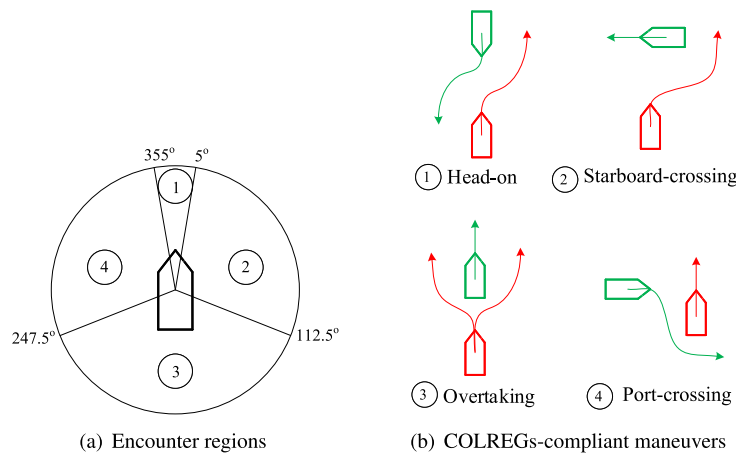 355° 5°
1
4
2
247.5°
112.5°
3
(a) Encounter regions
1 Head-on
2 Starboard-crossing
3 Overtaking
4 Port-crossing
(b) COLREGs-compliant maneuvers